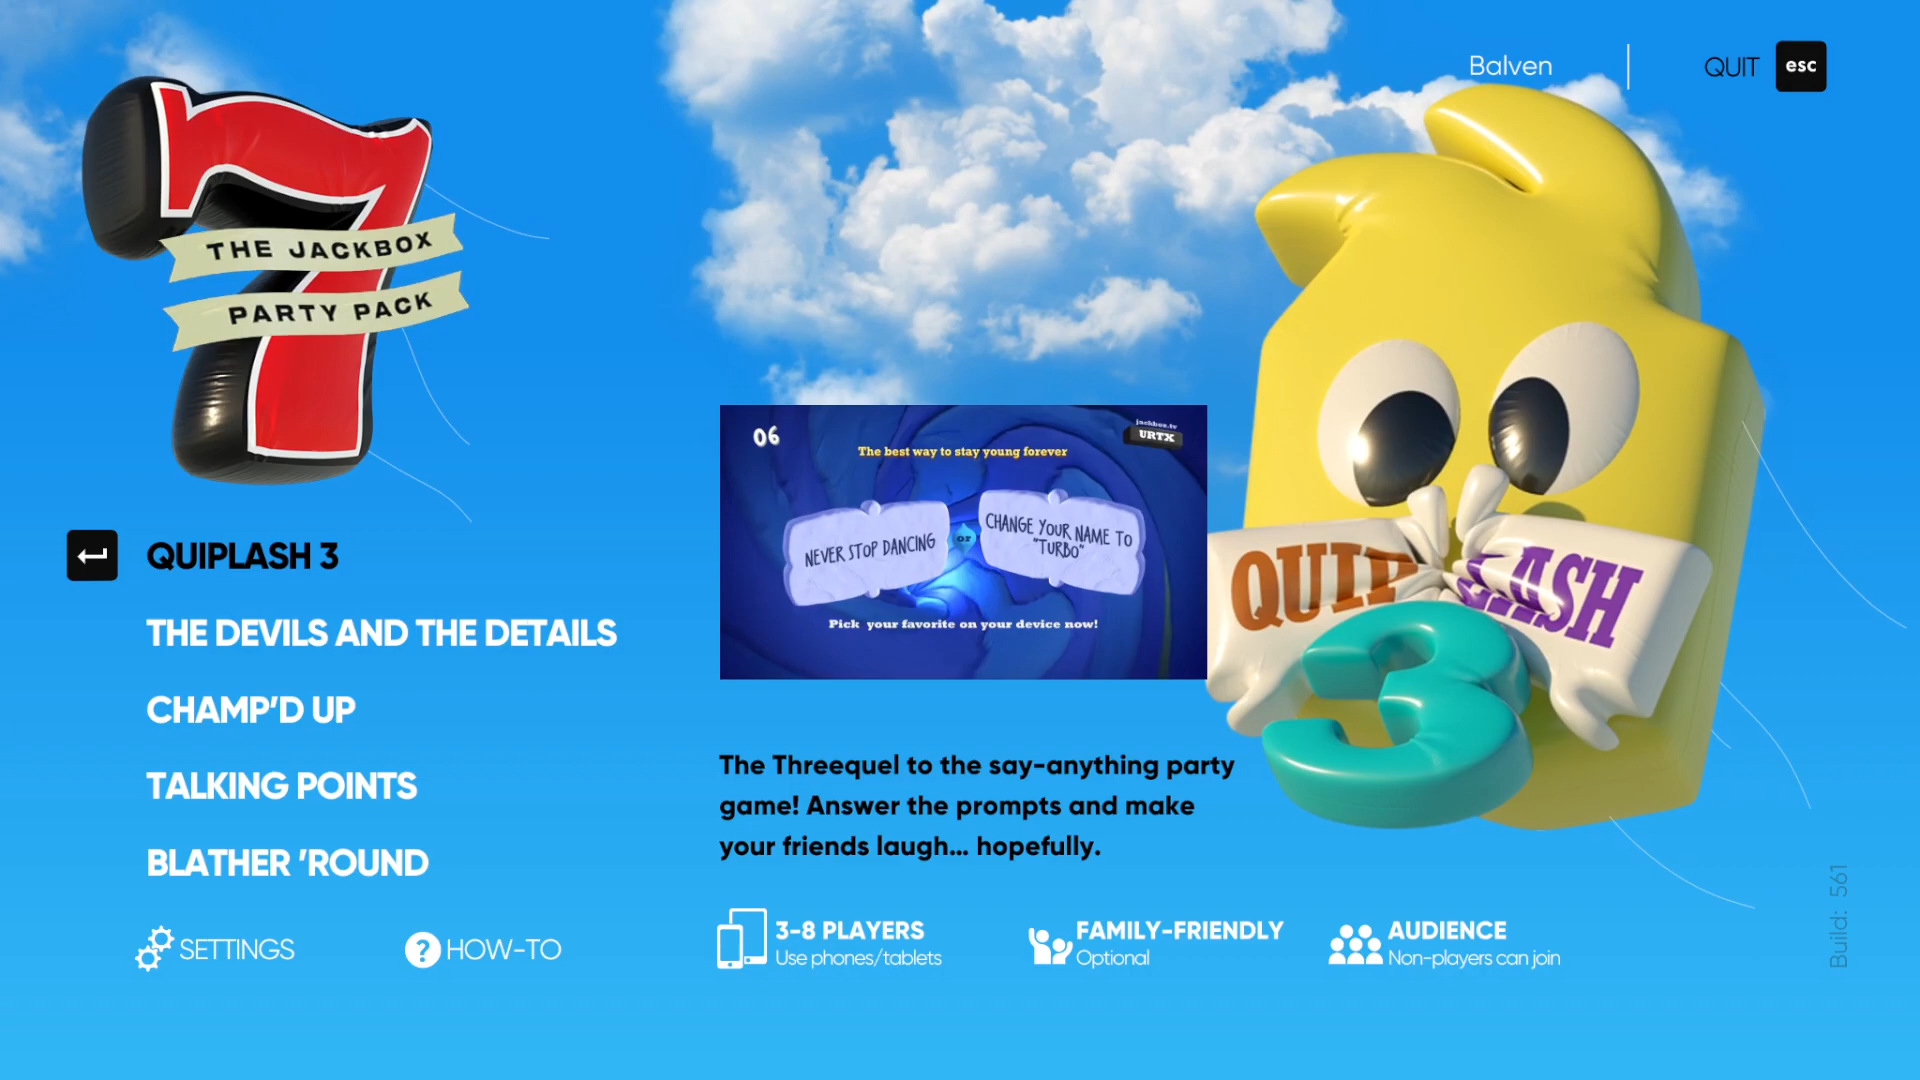 Balven
QUIT
esc
THE JACKBOX
PARTY PACK
QUIPLASH 3
THE DEVILS AND THE DETAILS
CHAMP'D UP
TALKING POINTS
BLATHER 'ROUND
SETTINGS
HOW-TO
06
jackbox.tv
URTX
The best way to stay young forever
NEVER STOP DANCING
or
CHANGE YOUR NAME TO
"TURBO"
Pick your favorite on your device now!
QUIPLASH
3
The Threequel to the say-anything party
game! Answer the prompts and make
your friends laugh... hopefully.
3-8 PLAYERS
Use phones/tablets
FAMILY-FRIENDLY
Optional
AUDIENCE
Non-players can join
Build: 561